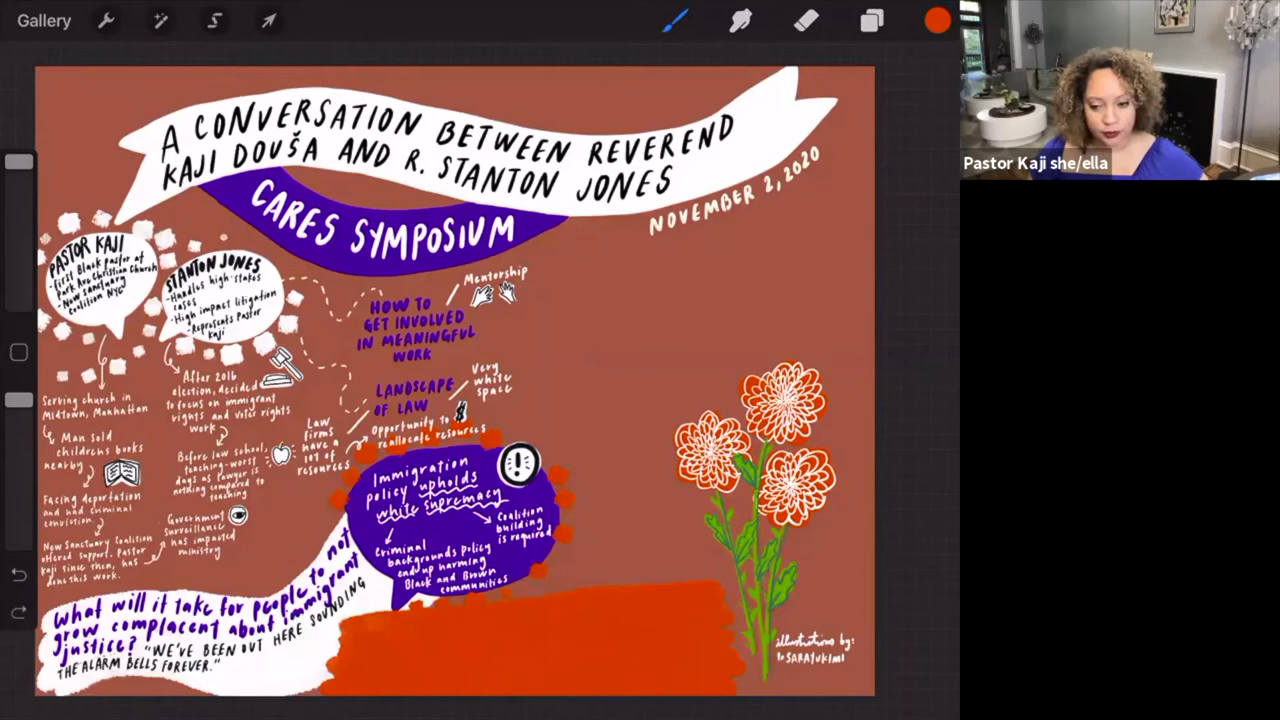 Gallery
A CONVERSATION BETWEEN REVEREND
KAJI DOUŠA AND R. STANTON JONES
NOVEMBER 2, 2020
CARES SYMPOSIUM
PASTOR KAJI
- First Black pastor at
Park Ave Christian Church
- New Sanctuary
Coalition NYC
STANTON JONES
- Handles high-stakes
cases
- High impact litigation
- Represents Pastor
Kaji
Serving church in
Midtown, Manhattan
Man sold
childrens books
nearby
Facing deportation
and had criminal
conviction.
New Sanctuary Coalition
offered support. Pastor
Kaji since then, has
done this work.
After 2016
election, decided
to focus on immigrant
rights and voter rights
work
Before law school,
teaching-worst
days as lawyer is
nothing compared to
teaching
Government
surveillance
has impacted
ministry
HOW TO
GET INVOLVED
IN MEANINGFUL
WORK
Mentorship
LANDSCAPE
OF LAW
Very
white
space
Law
firms
have a
lot of
resources
Opportunity to $
reallocate resources
Immigration
policy upholds
white supremacy
!
Coalition
building
is required
Criminal
backgrounds policy
end up harming
Black and Brown
communities
What will it take for people to not
grow complacent about immigrant
justice? "WE'VE BEEN OUT HERE SOUNDING
THE ALARM BELLS FOREVER."
illustrations by:
SARAYUKIMI
Pastor Kaji she/ella